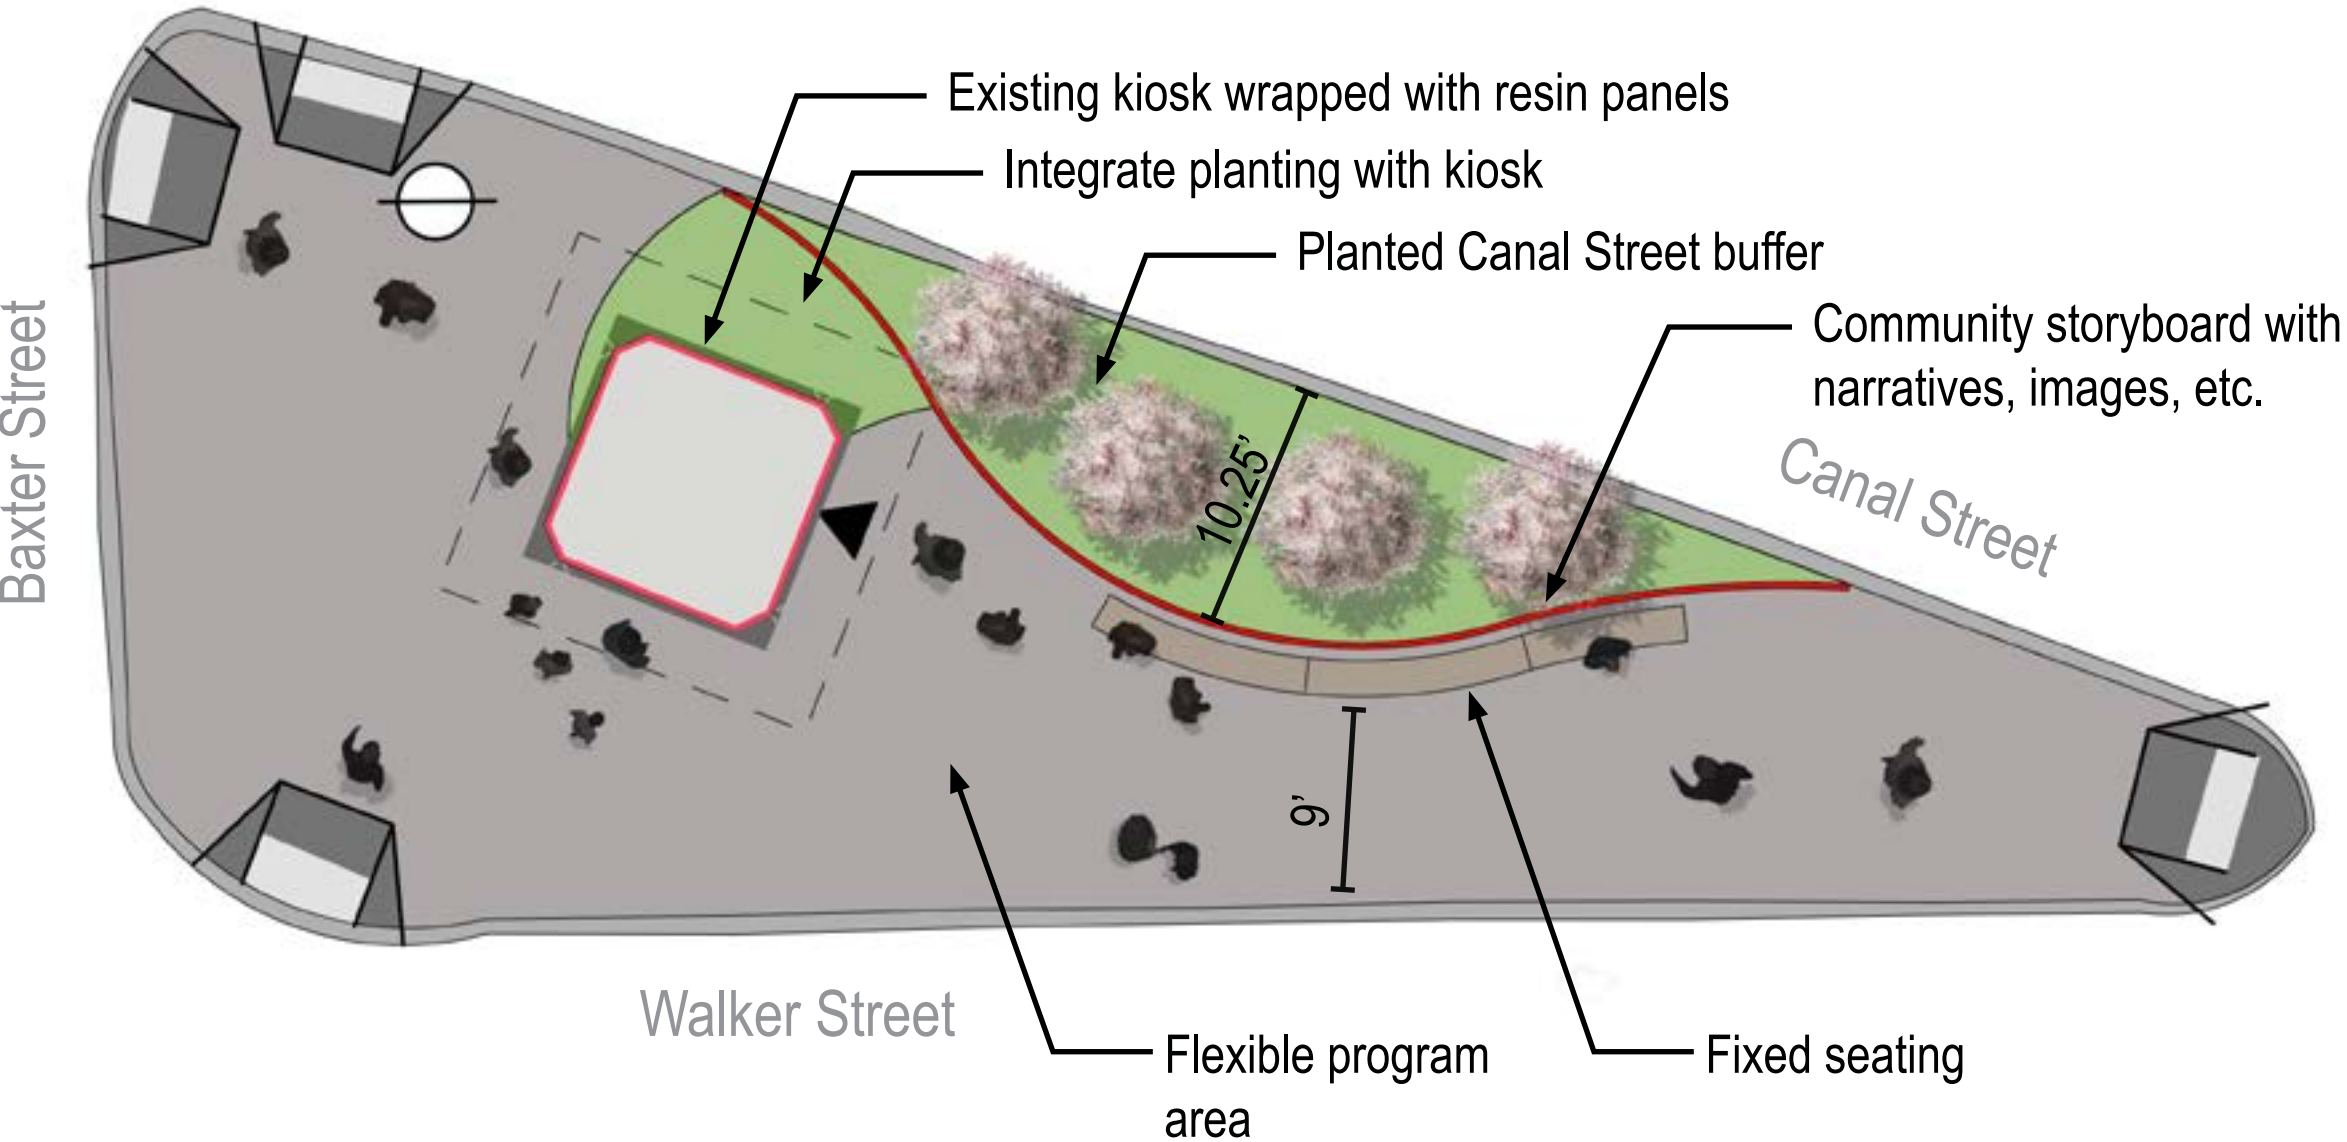 Existing kiosk wrapped with resin panels
Integrate planting with kiosk
Planted Canal Street buffer
Community storyboard with
narratives, images, etc.
Canal Street
Baxter Street
10.25’
9’
Walker Street
Flexible program
area
Fixed seating